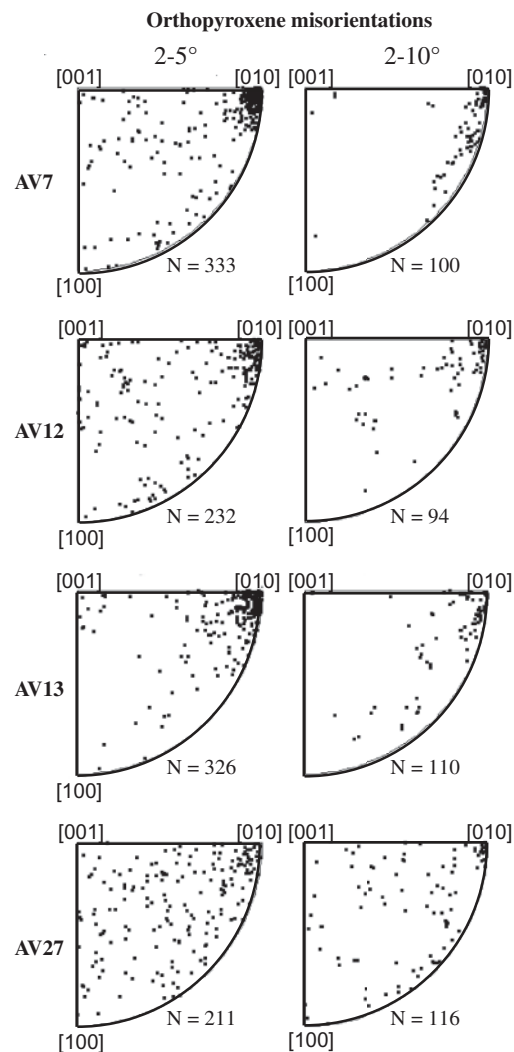 Orthopyroxene misorientations
2-5° 2-10°
[001] [010] [001] [010]
AV7
N = 333 N = 100
[100] [100]
[001] [010] [001] [010]
AV12
N = 232 N = 94
[100] [100]
[001] [010] [001] [010]
AV13
N = 326 N = 110
[100] [100]
[001] [010] [001] [010]
AV27
N = 211 N = 116
[100] [100]